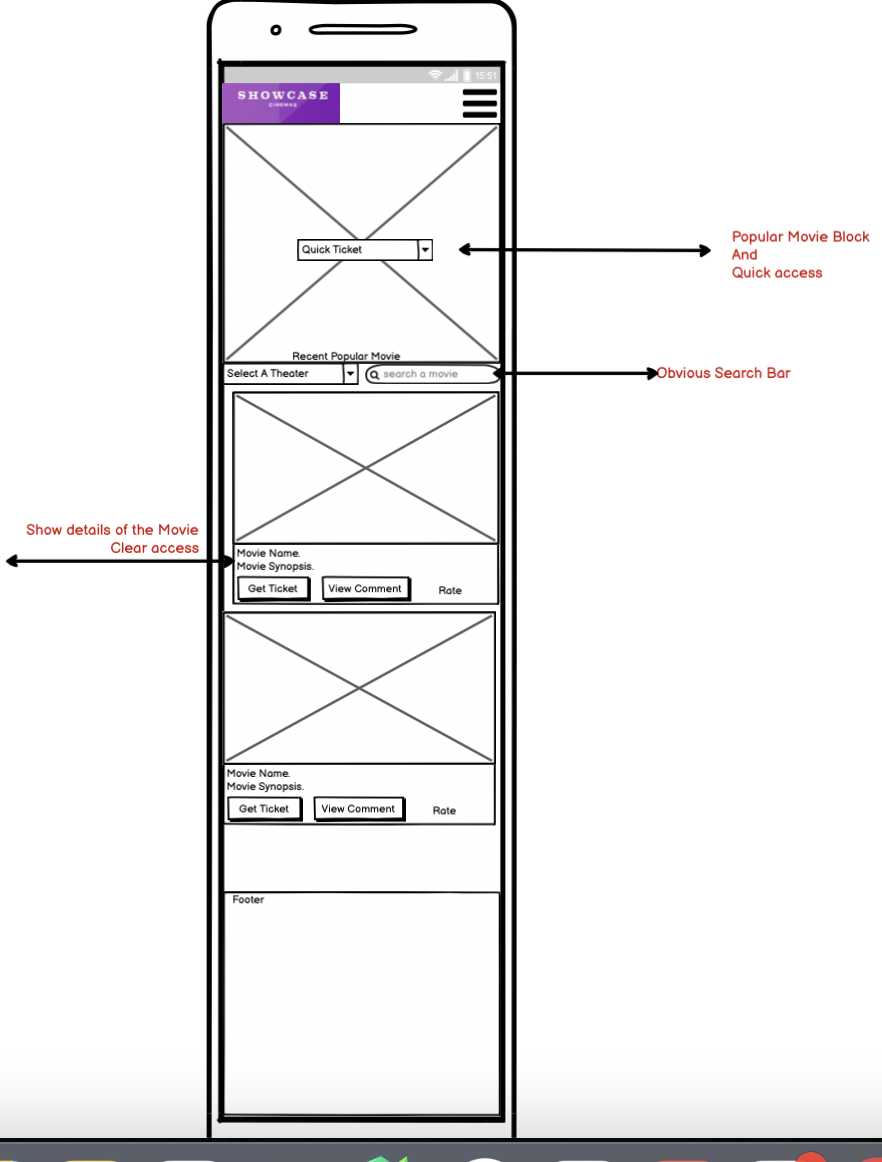 15:51
SHOWCASE
CINEMAS
Quick Ticket
Popular Movie Block
And
Quick access
Recent Popular Movie
Select A Theater
search a movie
Obvious Search Bar
Show details of the Movie
Clear access
Movie Name.
Movie Synopsis.
Get Ticket
View Comment
Rate
Movie Name.
Movie Synopsis.
Get Ticket
View Comment
Rate
Footer